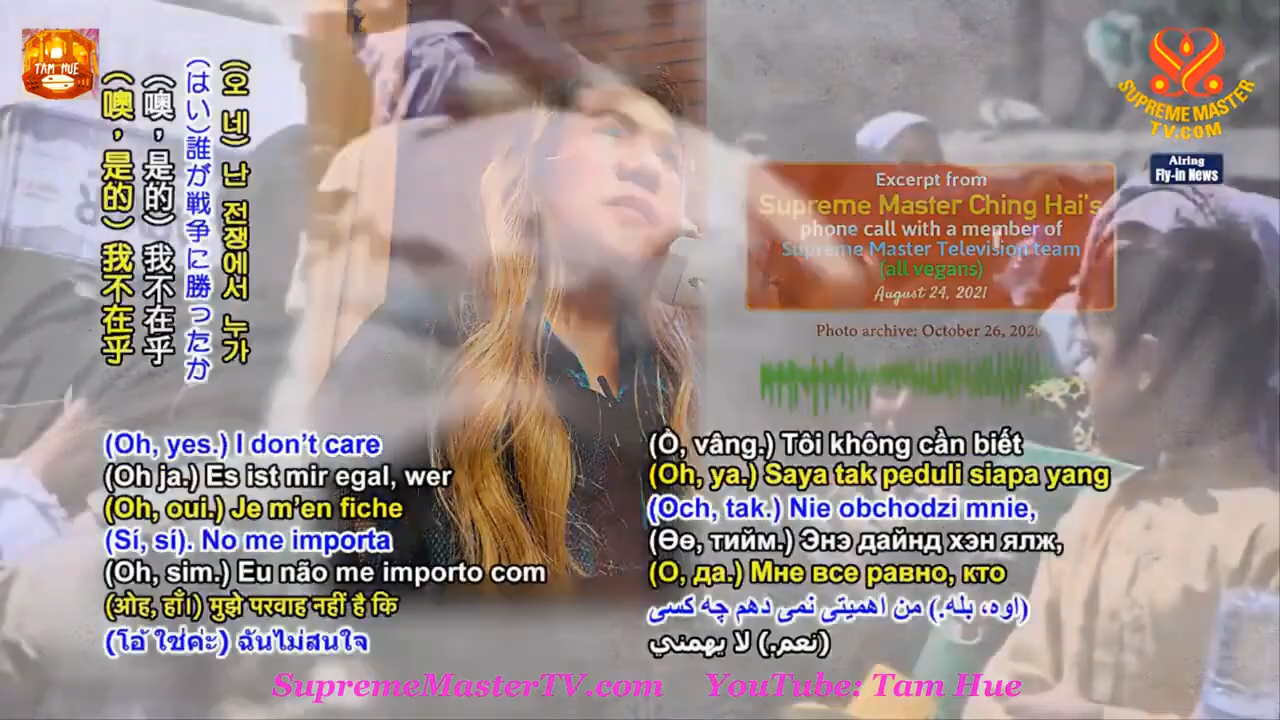 TAM HUE
SUPREME MASTER
TV.COM
Airing
Fly-in News
(호 네) 난 전쟁에서 누가
(はい)誰が戦争に勝ったか
(噢，是的) 我不在乎
(噢，是的) 我不在乎
Excerpt from
Supreme Master Ching Hai's
phone call with a member of
Supreme Master Television team
(all vegans)
August 24, 2021
Photo archive: October 26, 2020
(Oh, yes.) I don't care
(Oh ja.) Es ist mir egal, wer
(Oh, oui.) Je m'en fiche
(Sí, sí). No me importa
(Oh, sim.) Eu não me importo com
(ओह, हाँ।) मुझे परवाह नहीं है कि
(โอ้ ใช่ค่ะ) ฉันไม่สนใจ
(Ò, vâng.) Tôi không cần biết
(Oh, ya.) Saya tak peduli siapa yang
(Och, tak.) Nie obchodzi mnie,
(Өө, тийм.) Энэ дайнд хэн ялж,
(О, да.) Мне все равно, кто
(اوه، بله.) من اهمیتی نمی دهم چه کسی
(نعم.) لا يهمني
SupremeMasterTV.com YouTube: Tam Hue